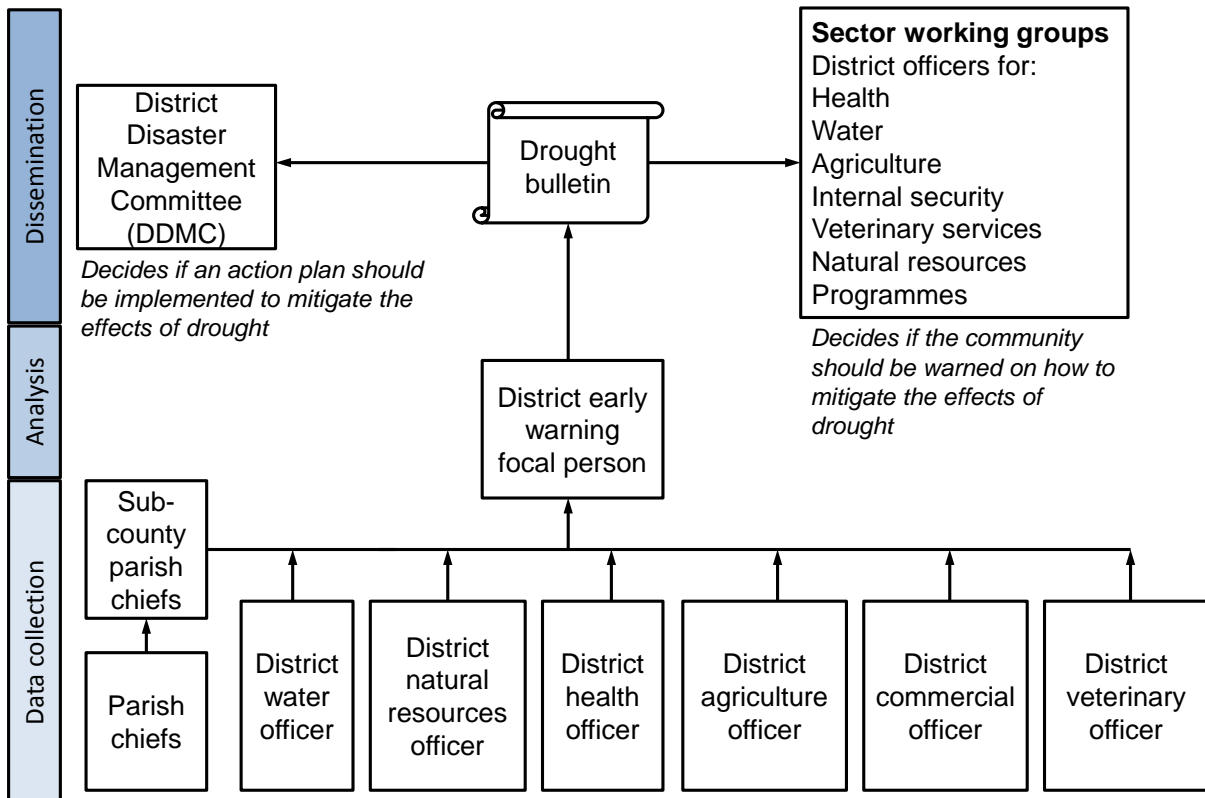 Dissemination
District
Disaster
Management
Committee
(DDMC)
Decides if an action plan should
be implemented to mitigate the
effects of drought
Drought
bulletin
Sector working groups
District officers for:
Health
Water
Agriculture
Internal security
Veterinary services
Natural resources
Programmes
Decides if the community
should be warned on how to
mitigate the effects of
drought
Analysis
District early
warning
focal person
Data collection
Sub-
county
parish
chiefs
Parish
chiefs
District
water
officer
District
natural
resources
officer
District
health
officer
District
agriculture
officer
District
commercial
officer
District
veterinary
officer